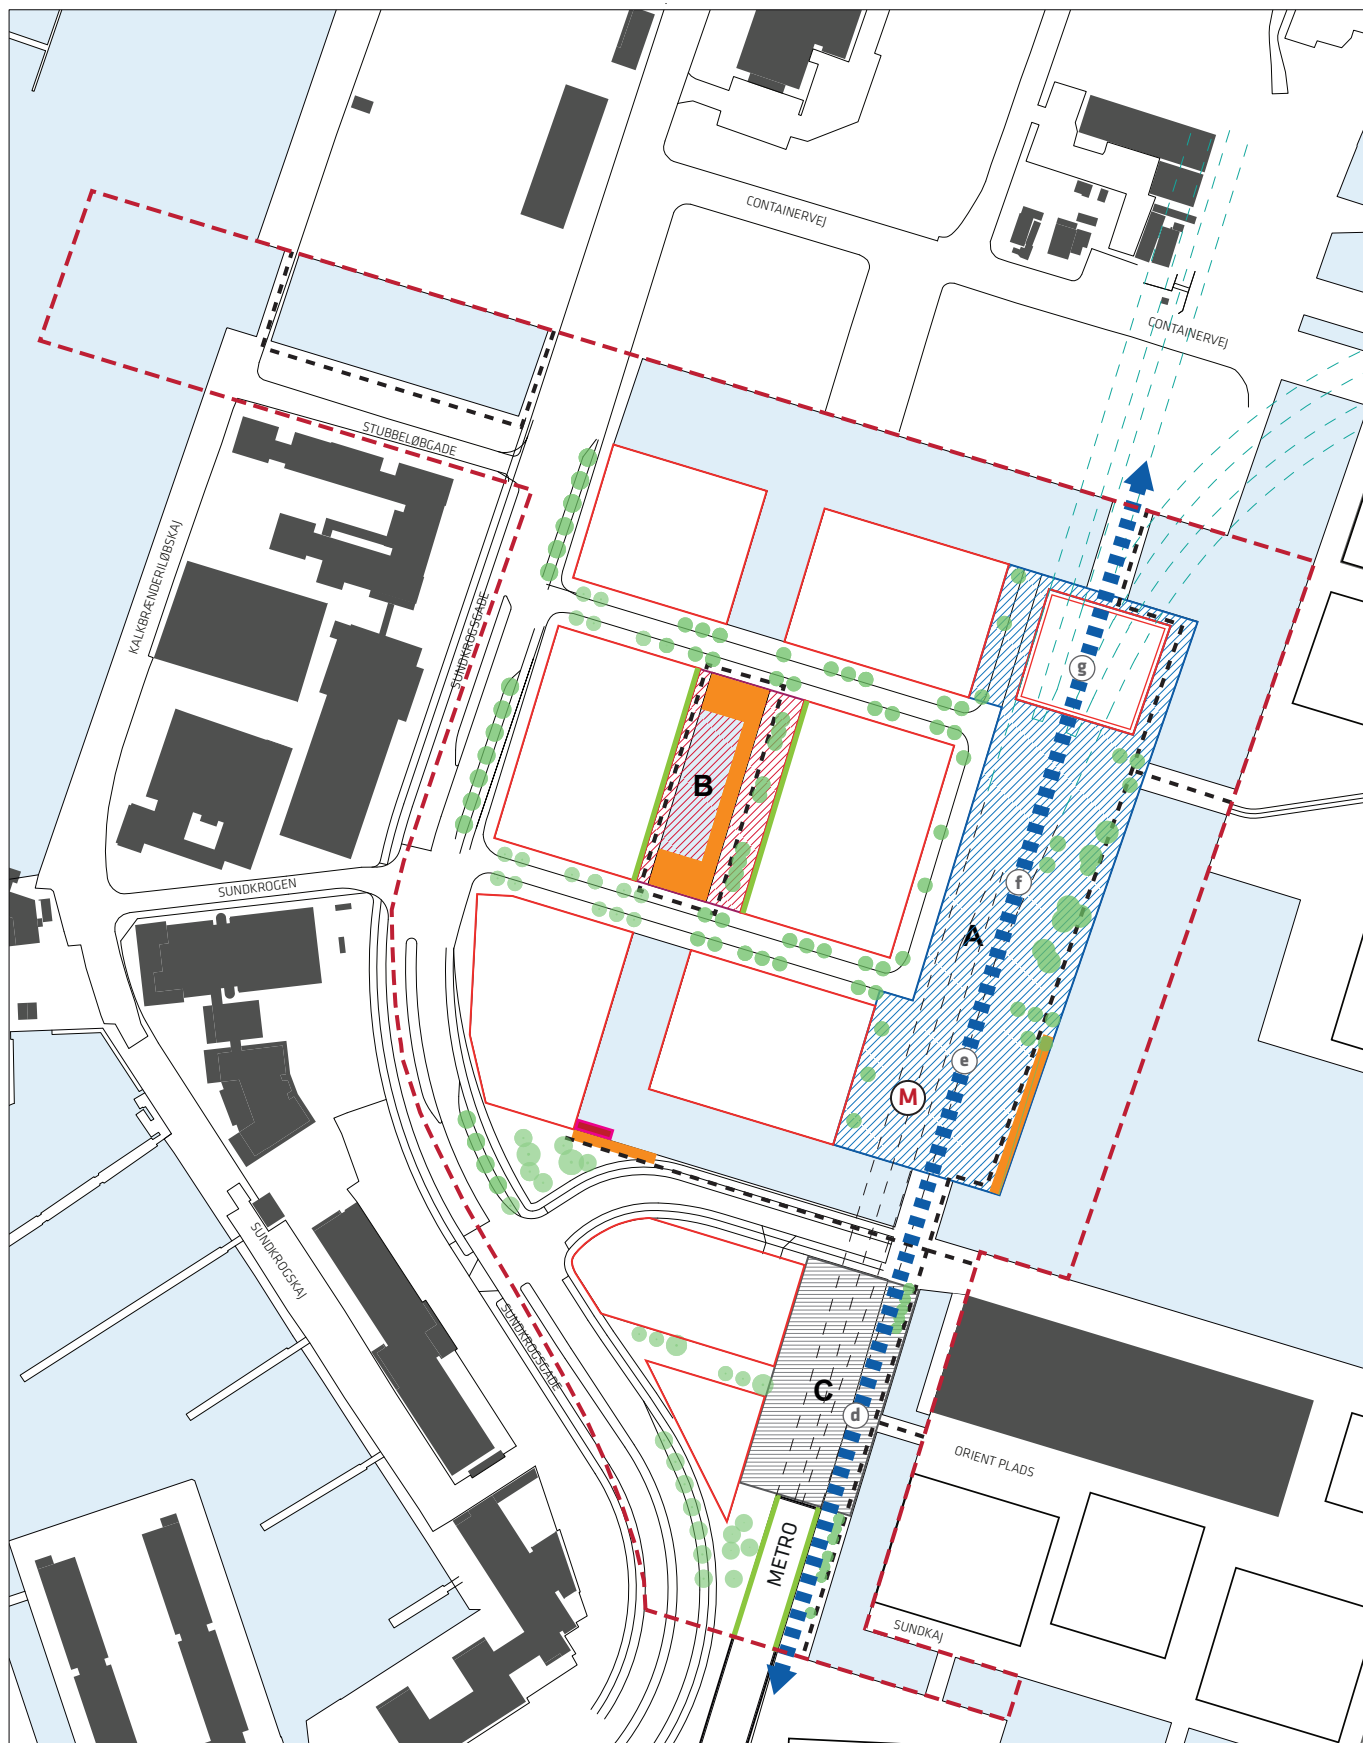 CONTAINERVEJ
CONTAINERVEJ
STUBBELØBGADE
KALKBRÆNDERILØBSKAJ
SUNDKROGSGADE
g
B
f
SUNDKROGEN
A
e
M
SUNDKROGSKAJ
SUNDKROGSGADE
C
d
ORIENT PLADS
METRO
SUNDKAJ